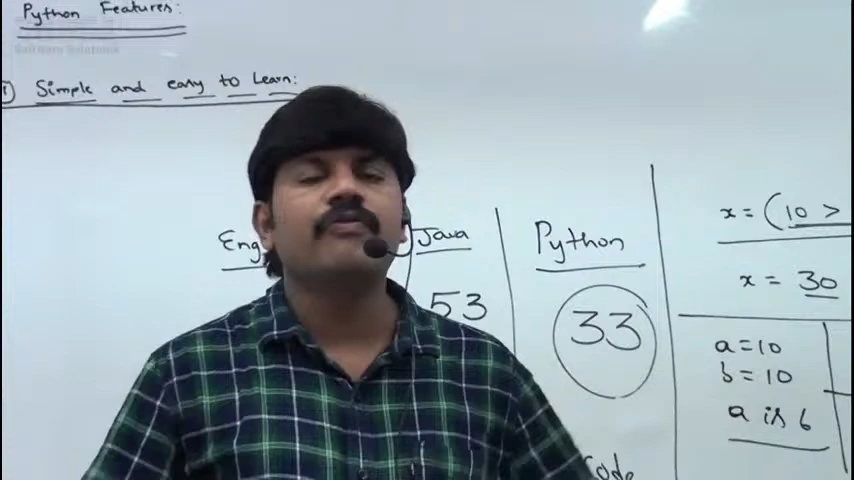 Python Features:
Software Solutions
1 Simple and easy to Learn:
Eng
Java
53
Python
33
x = (10 >
x = 30
a = 10
b = 10
a is b
Code